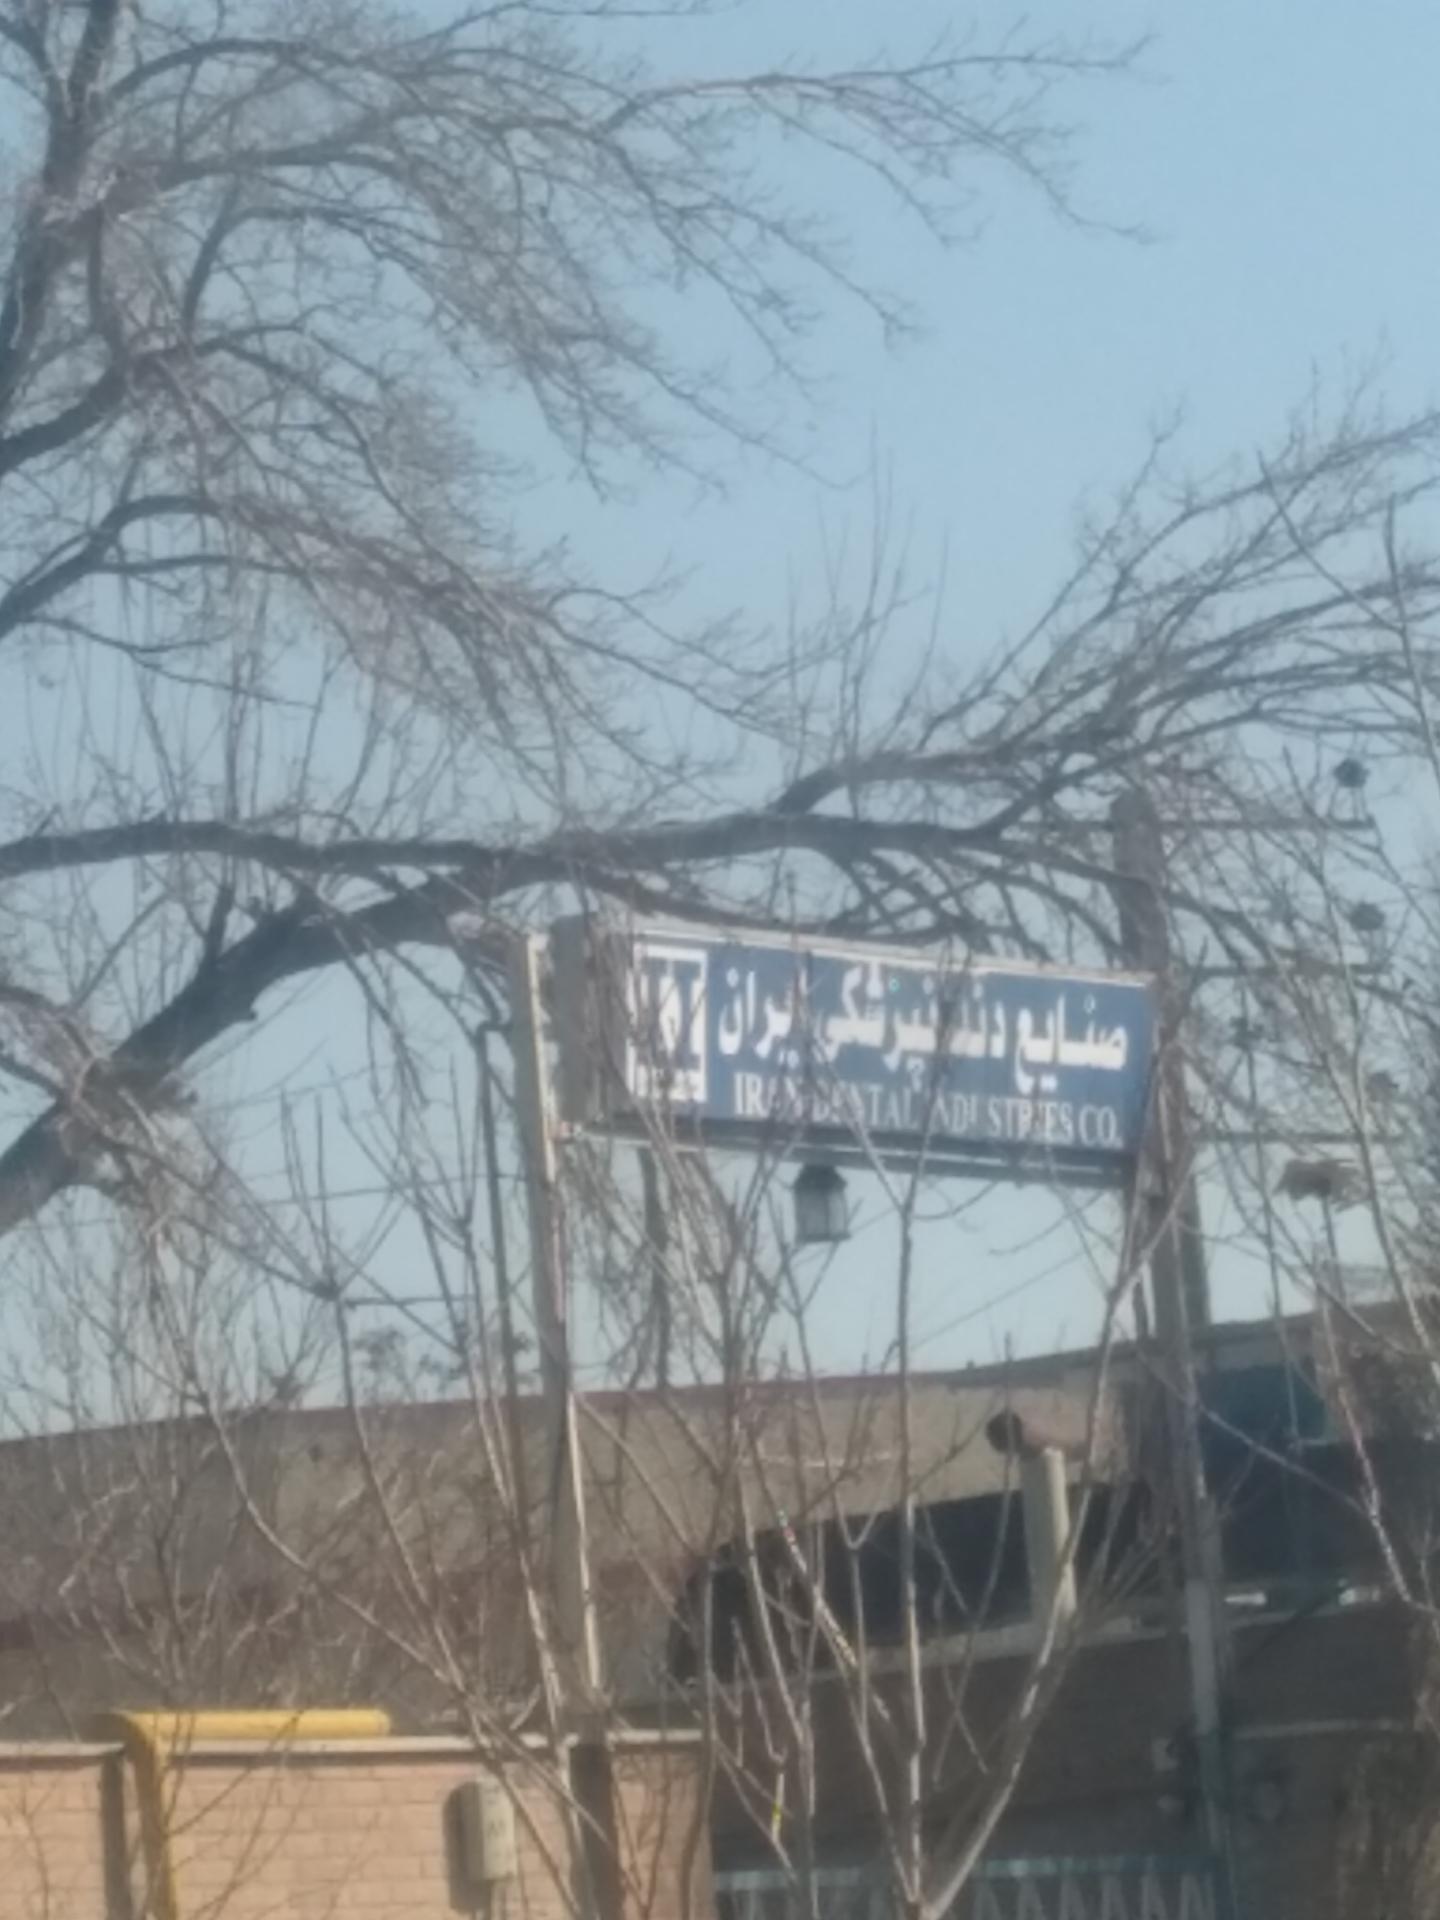 صنایع دندانپزشکی ایران
IRAN DENTAL INDUSTRIES CO.